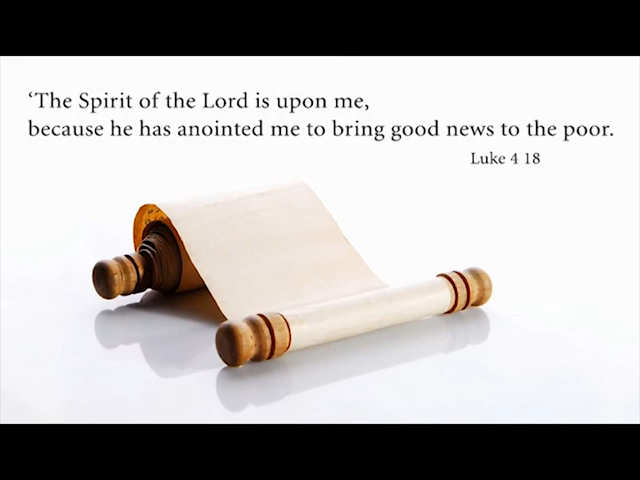 ‘The Spirit of the Lord is upon me,
because he has anointed me to bring good news to the poor.
Luke 4 18